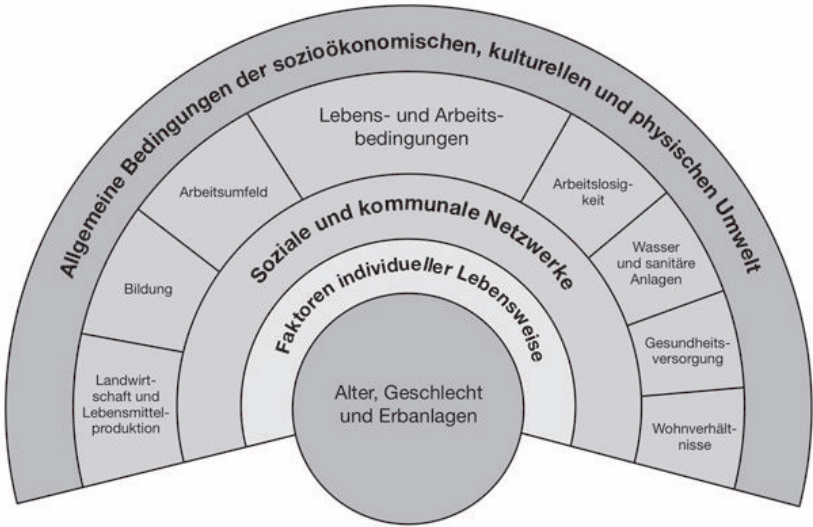 Allgemeine Bedingungen der sozioökonomischen, kulturellen und physischen Umwelt
Lebens- und Arbeits-
bedingungen
Arbeitsumfeld
Bildung
Landwirt-
schaft und
Lebensmittel-
produktion
Arbeitslosig-
keit
Wasser
und sanitäre
Anlagen
Gesundheits-
versorgung
Wohnverhält-
nisse
Soziale und kommunale Netzwerke
Faktoren individueller Lebensweise
Alter, Geschlecht
und Erbanlagen